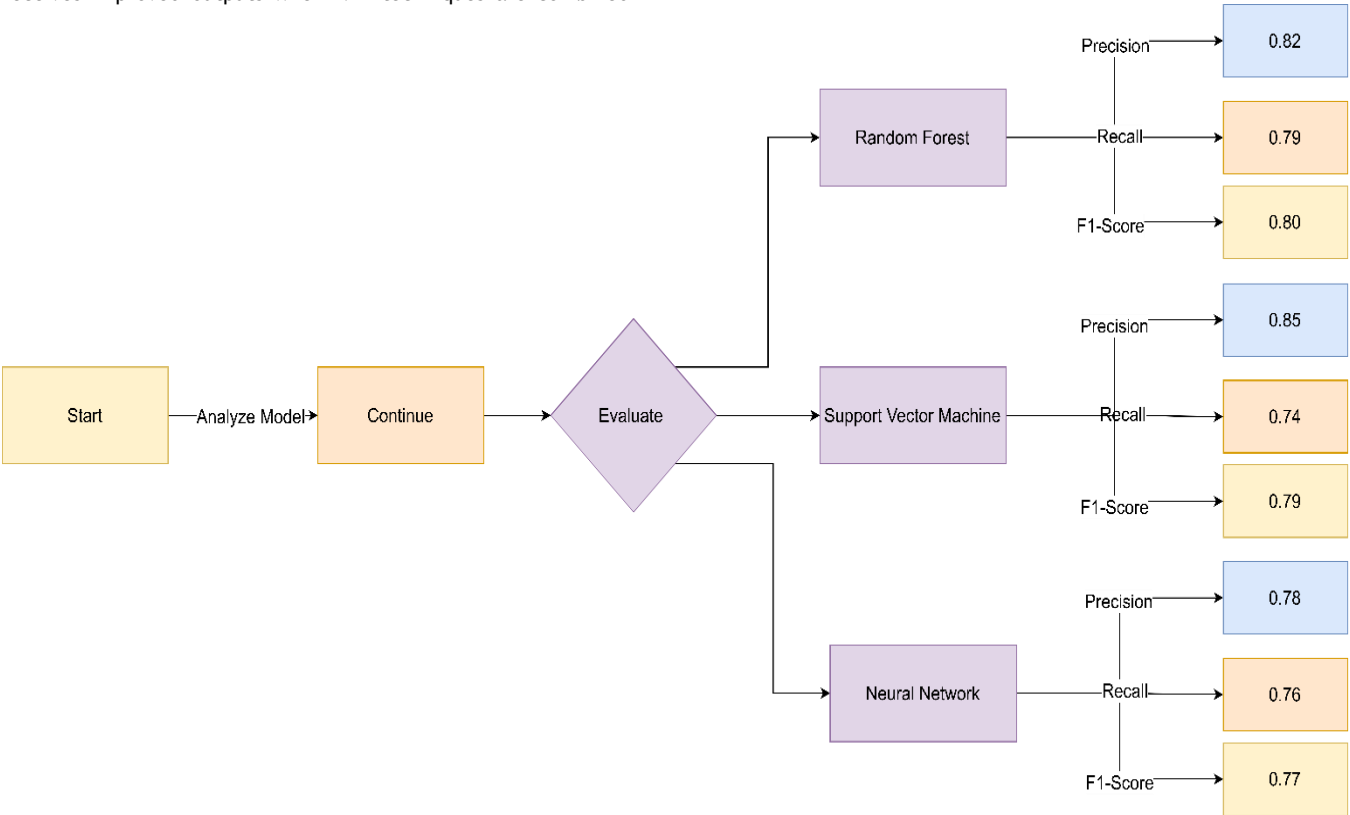 Precision
0.82
Random Forest
Recall
0.79
F1-Score
0.80
Precision
0.85
Start
Analyze Model
Continue
Evaluate
Support Vector Machine
Recall
0.74
F1-Score
0.79
Precision
0.78
Neural Network
Recall
0.76
F1-Score
0.77